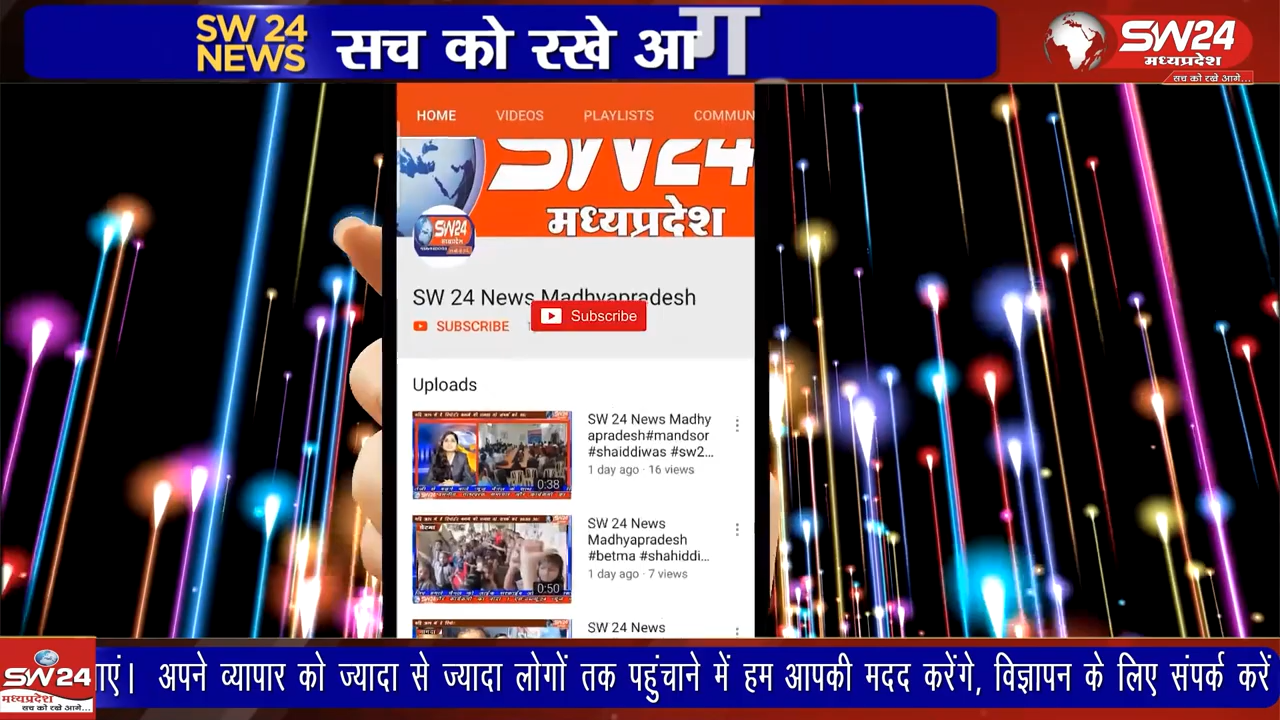 SW 24
NEWS
सच को रखे आग
SW24
मध्यप्रदेश
सच को रखे आगे...
HOME VIDEOS PLAYLISTS COMMUN
SW24
मध्यप्रदेश
SW24
SW 24 News Madhyapradesh
SUBSCRIBE
Subscribe
Uploads
SW 24 News Madhy
apradesh#mandsor
#shaiddiwas #sw2...
1 day ago · 16 views
0:38
SW 24 News
Madhyapradesh
#betma #shahiddi...
1 day ago · 7 views
बेटमा
0:50
SW 24 News
SW24
मध्यप्रदेश
सच को रखे आगे...
ाएं। अपने व्यापार को ज्यादा से ज्यादा लोगों तक पहुंचाने में हम आपकी मदद करेंगे, विज्ञापन के लिए संपर्क करें